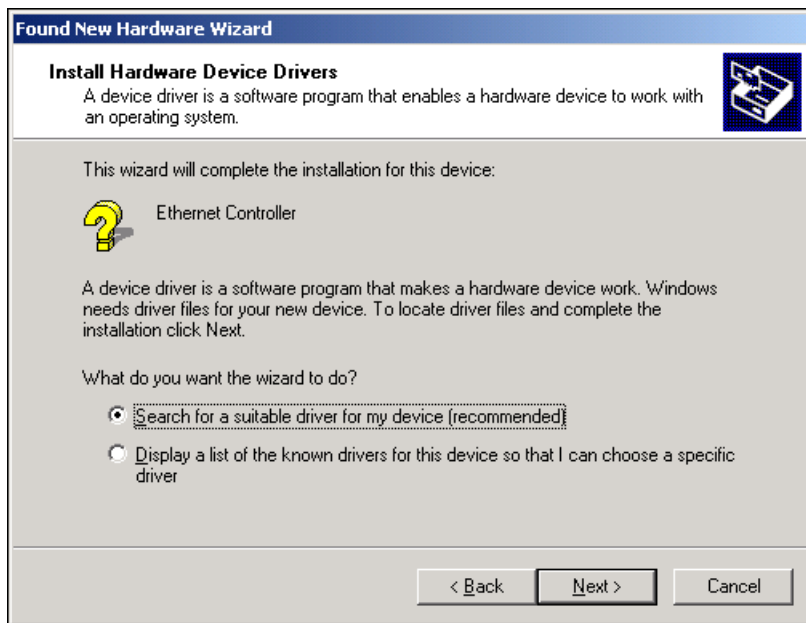 Found New Hardware Wizard
Install Hardware Device Drivers
A device driver is a software program that enables a hardware device to work with
an operating system.
This wizard will complete the installation for this device:
Ethernet Controller
A device driver is a software program that makes a hardware device work. Windows
needs driver files for your new device. To locate driver files and complete the
installation click Next.
What do you want the wizard to do?
Search for a suitable driver for my device (recommended)
Display a list of the known drivers for this device so that I can choose a specific
driver
< Back Next > Cancel